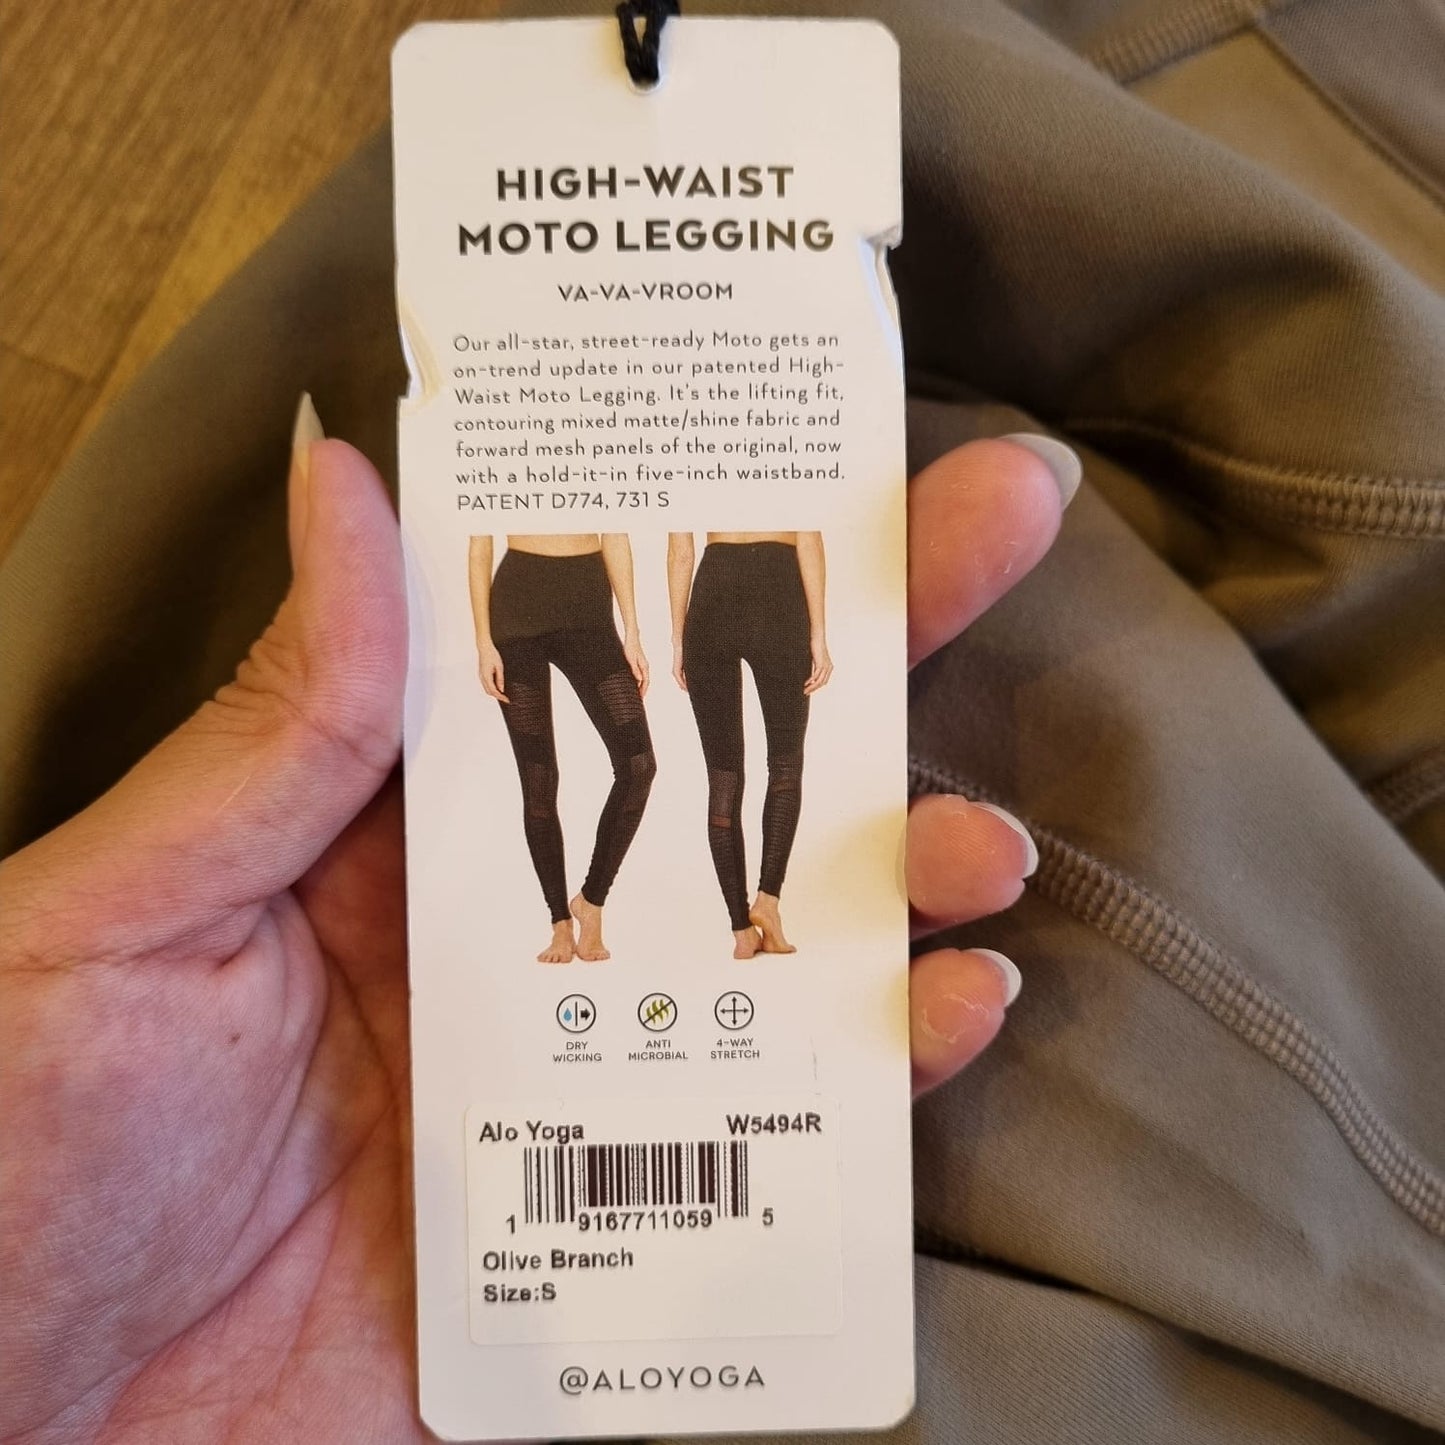 HIGH-WAIST
MOTO LEGGING
VA-VA-VROOM
Our all-star, street-ready Moto gets an
on-trend update in our patented High-
Waist Moto Legging. It's the lifting fit,
contouring mixed matte/shine fabric and
forward mesh panels of the original, now
with a hold-it-in five-inch waistband.
PATENT D774, 731 S
DRY WICKING
ANTI MICROBIAL
4-WAY STRETCH
Alo Yoga W5494R
1 9167711059 5
Olive Branch
Size:S
@ALOYOGA